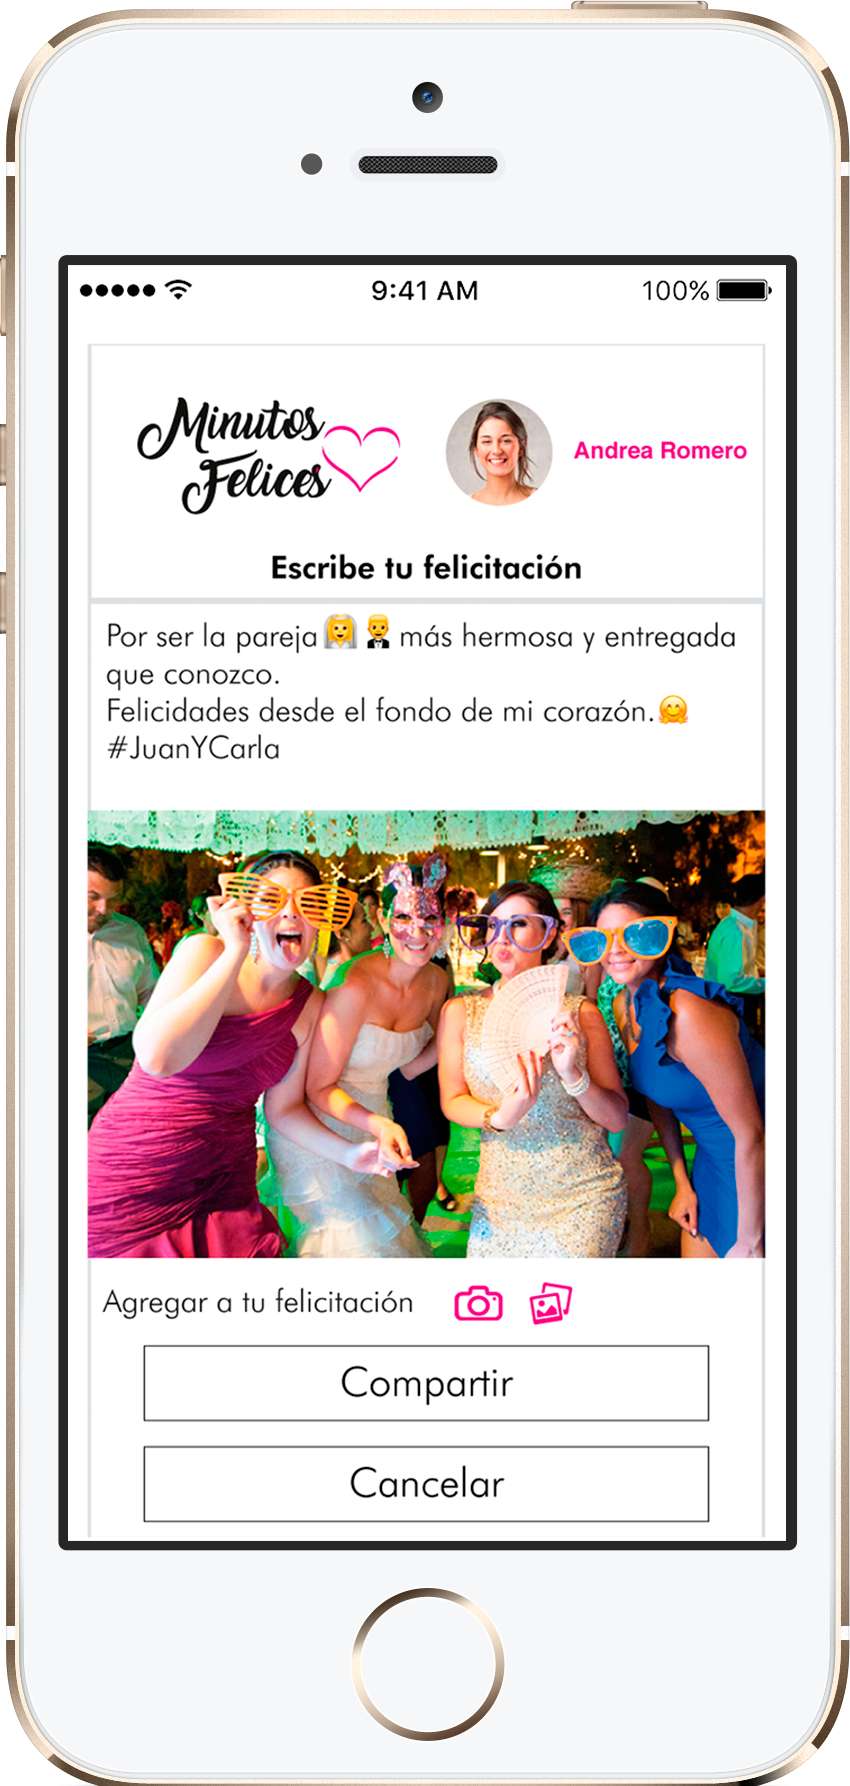 9:41 AM 100%
Minutos
Felices
Andrea Romero
Escribe tu felicitación
Por ser la pareja👰🤵más hermosa y entregada
que conozco.
Felicidades desde el fondo de mi corazón.🤗
#JuanYCarla
Agregar a tu felicitación
Compartir
Cancelar